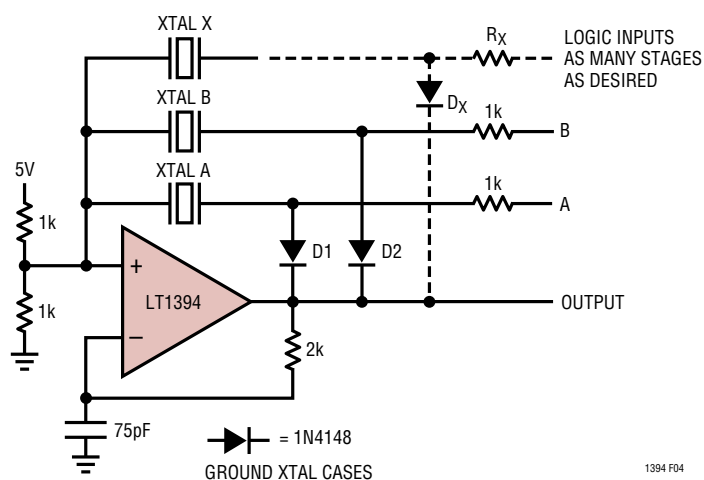 XTAL X
R_X
LOGIC INPUTS
AS MANY STAGES
AS DESIRED
XTAL B
D_X
1k
B
XTAL A
1k
A
5V
1k
+
D1
D2
LT1394
OUTPUT
1k
–
2k
75pF
= 1N4148
GROUND XTAL CASES
1394 F04